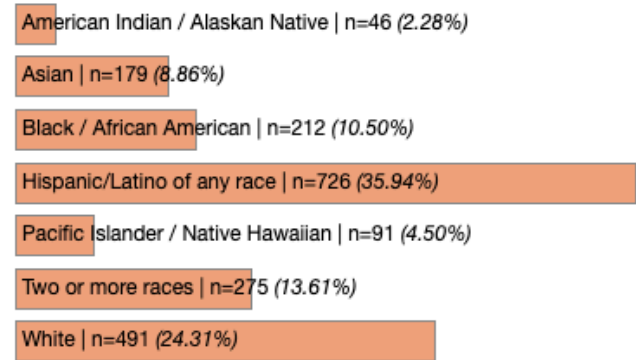 American Indian / Alaskan Native | n=46 (2.28%)
Asian | n=179 (8.86%)
Black / African American | n=212 (10.50%)
Hispanic/Latino of any race | n=726 (35.94%)
Pacific Islander / Native Hawaiian | n=91 (4.50%)
Two or more races | n=275 (13.61%)
White | n=491 (24.31%)